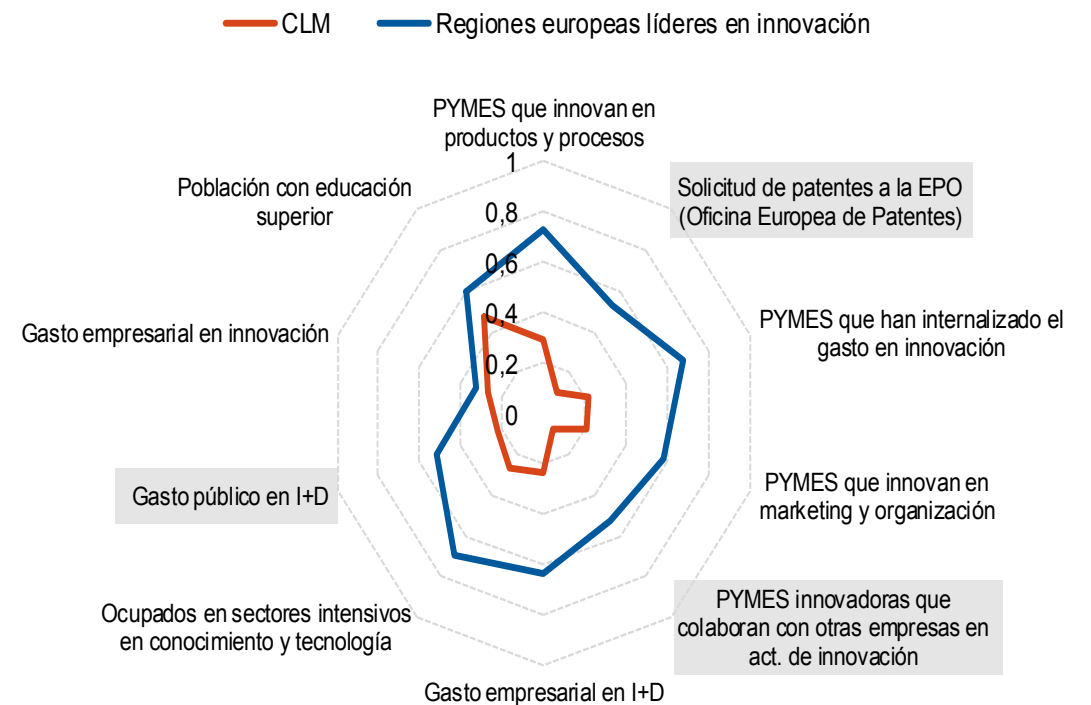 CLM
Regiones europeas líderes en innovación
PYMES que innovan en
productos y procesos
1
0,8
0,6
0,4
0,2
0
Solicitud de patentes a la EPO
(Oficina Europea de Patentes)
PYMES que han internalizado el
gasto en innovación
PYMES que innovan en
marketing y organización
PYMES innovadoras que
colaboran con otras empresas en
act. de innovación
Gasto empresarial en I+D
Ocupados en sectores intensivos
en conocimiento y tecnología
Gasto público en I+D
Gasto empresarial en innovación
Población con educación
superior